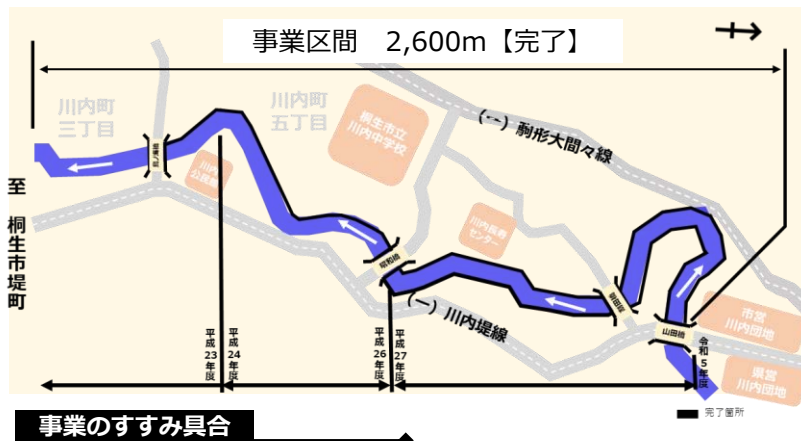 事業区間　2,600m【完了】
川内町
三丁目
川内町
五丁目
桐生市立
川内中学校
(一) 駒形大間々線
川内
公民館
至　桐生市堤町
川内長寿
センター
昭和橋
(一) 川内堤線
山田橋
市営
川内団地
県営
川内団地
平成23年度
平成24年度
平成26年度
平成27年度
令和5年度
完了箇所
事業のすすみ具合